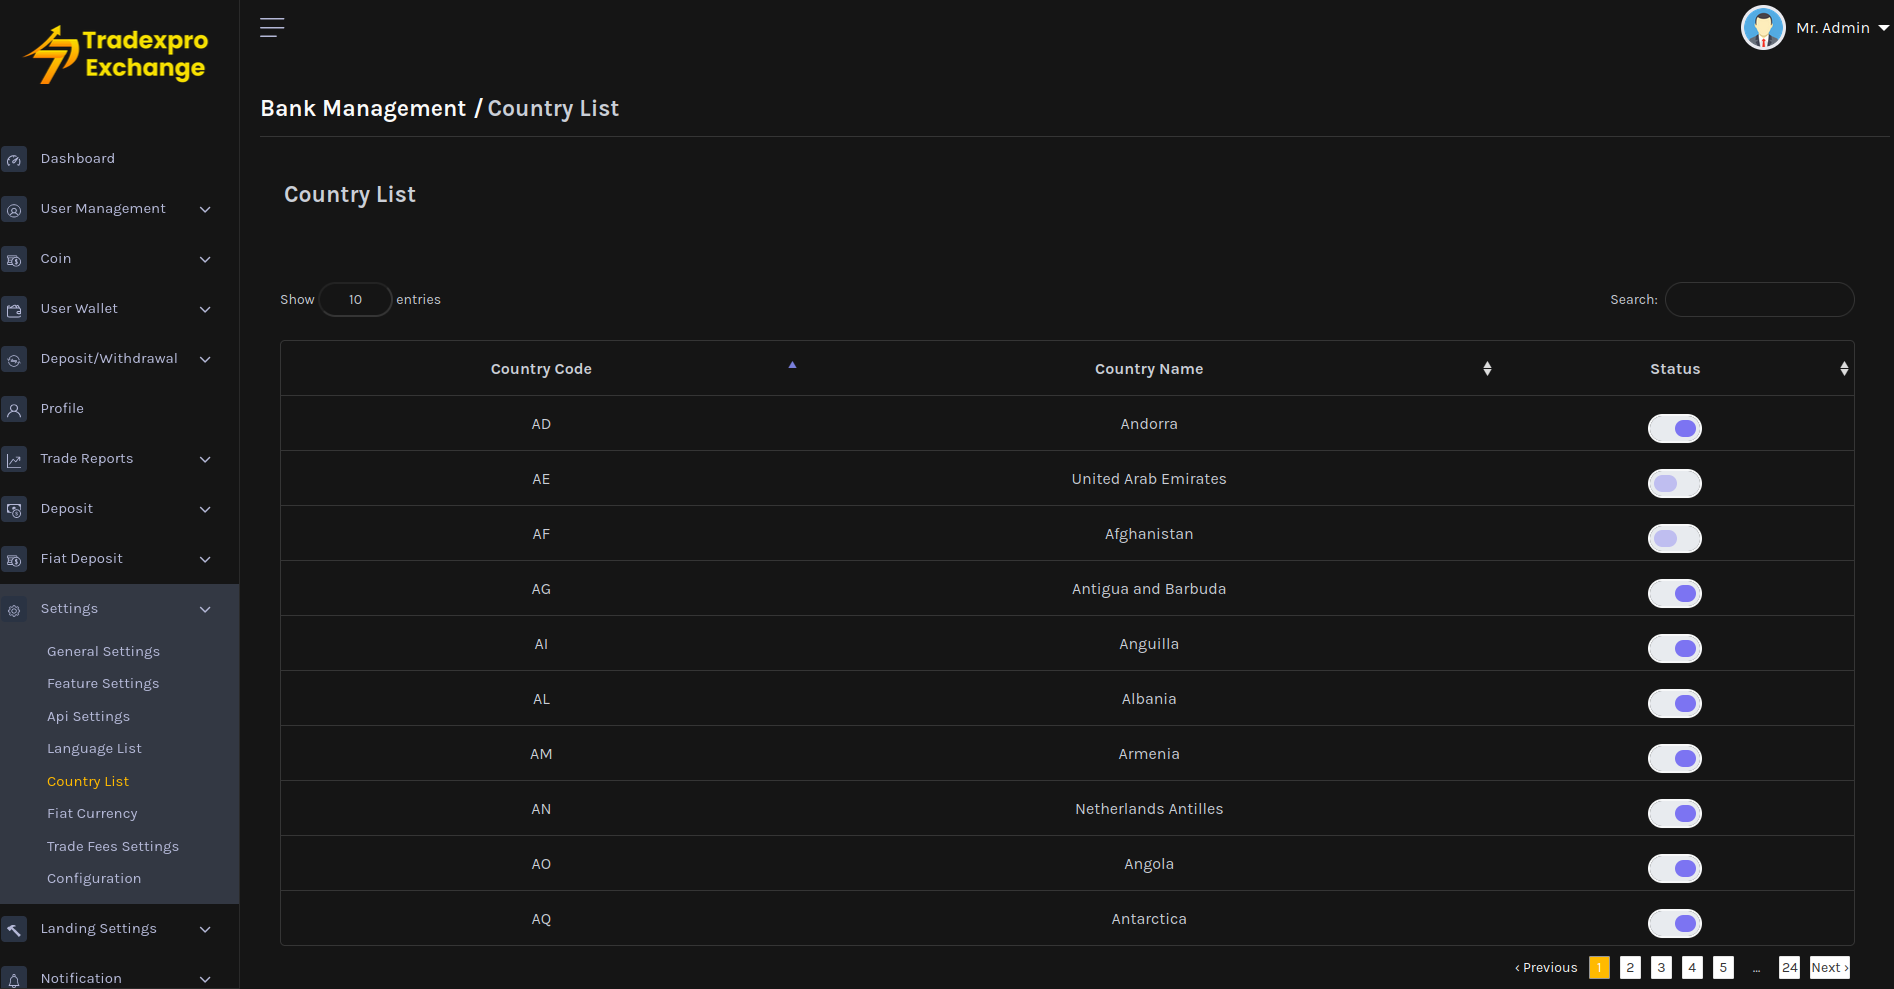 Tradexpro
Exchange
Mr. Admin
Bank Management / Country List
Dashboard
User Management
Coin
User Wallet
Deposit/Withdrawal
Profile
Trade Reports
Deposit
Fiat Deposit
Settings
General Settings
Feature Settings
Api Settings
Language List
Country List
Fiat Currency
Trade Fees Settings
Configuration
Landing Settings
Notification
Country List
Show 10 entries
Search:
Country Code Country Name Status
AD Andorra
AE United Arab Emirates
AF Afghanistan
AG Antigua and Barbuda
AI Anguilla
AL Albania
AM Armenia
AN Netherlands Antilles
AO Angola
AQ Antarctica
‹ Previous 1 2 3 4 5 … 24 Next ›